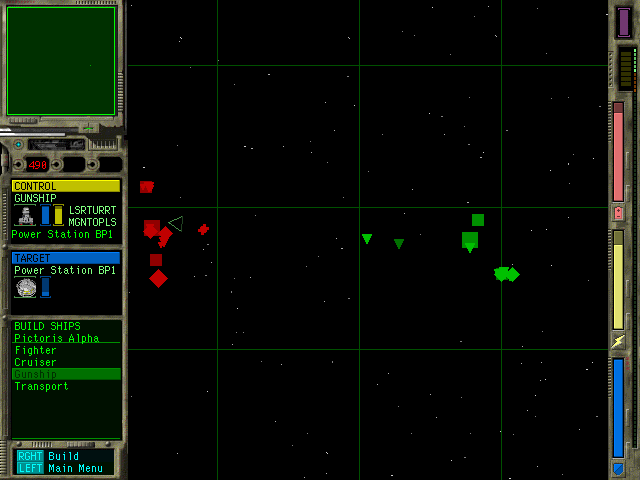 490
CONTROL
GUNSHIP
LSRTURRT
MGNTOPLS
Power Station BP1
TARGET
Power Station BP1
BUILD SHIPS
Pictoris Alpha
Fighter
Cruiser
Gunship
Transport
RGHT Build
LEFT Main Menu